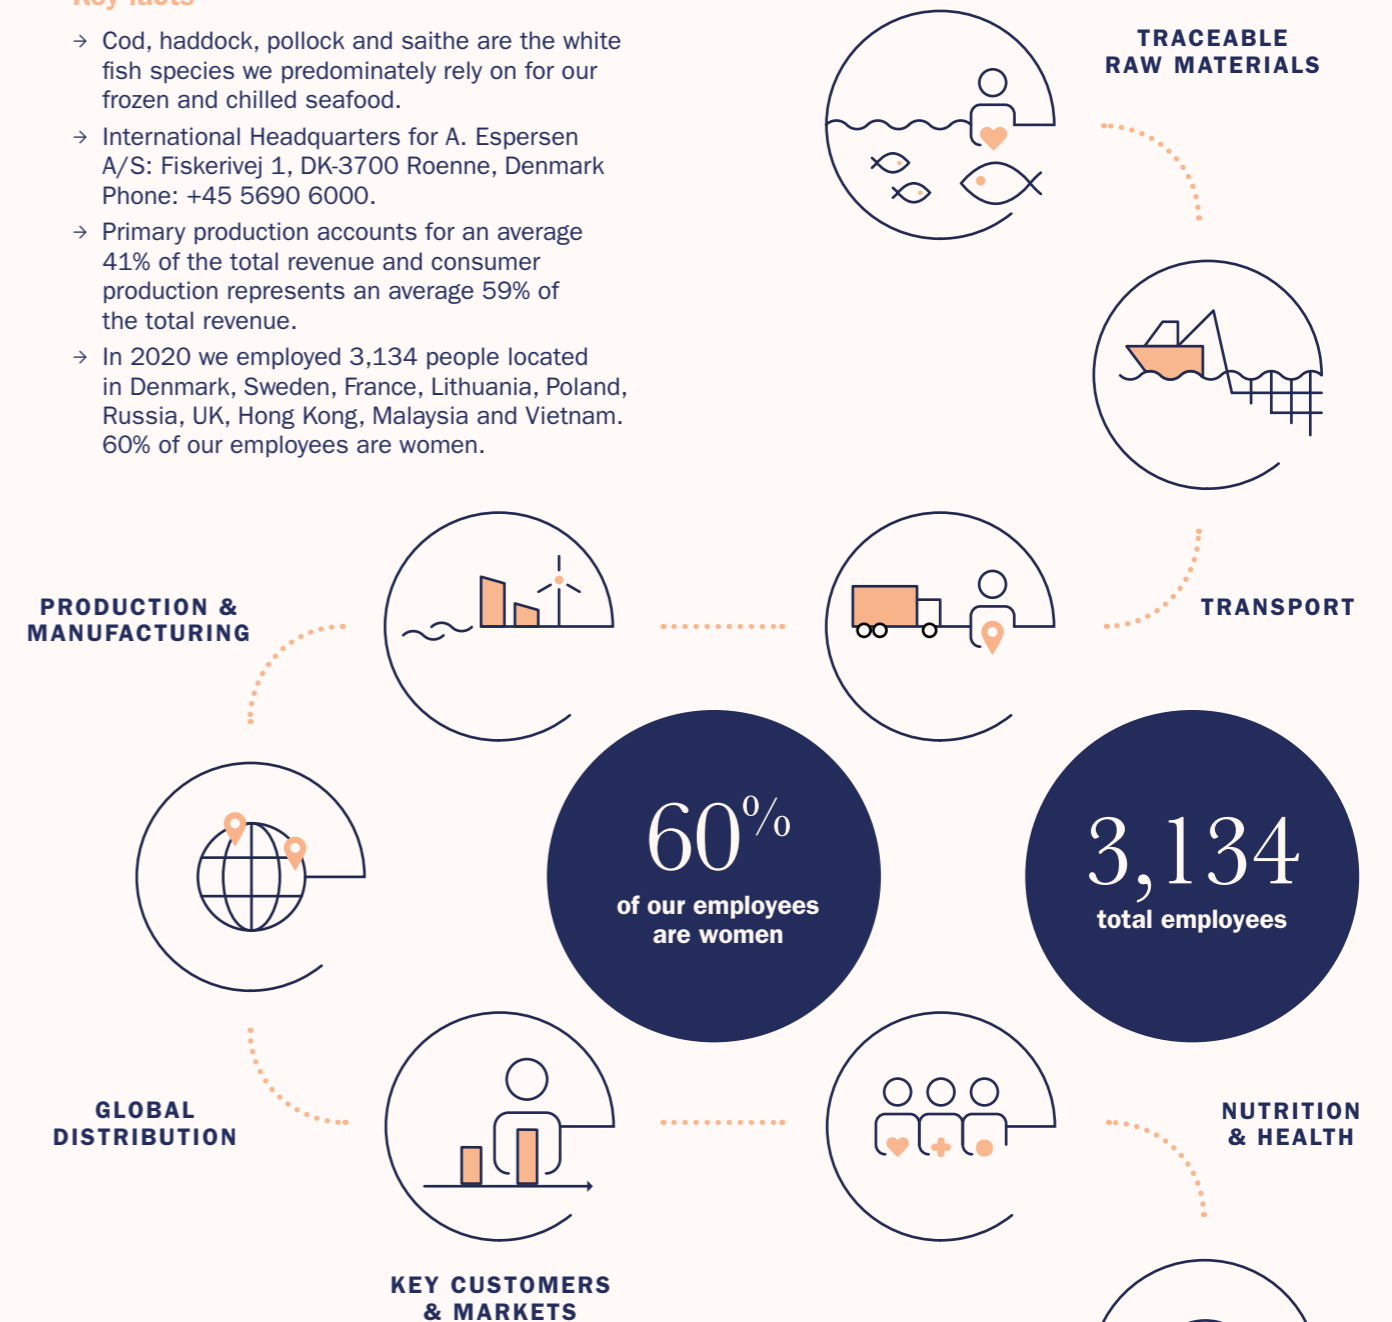 Key facts
→ Cod, haddock, pollock and saithe are the white
fish species we predominately rely on for our
frozen and chilled seafood.
→ International Headquarters for A. Espersen
A/S: Fiskerivej 1, DK-3700 Roenne, Denmark
Phone: +45 5690 6000.
→ Primary production accounts for an average
41% of the total revenue and consumer
production represents an average 59% of
the total revenue.
→ In 2020 we employed 3,134 people located
in Denmark, Sweden, France, Lithuania, Poland,
Russia, UK, Hong Kong, Malaysia and Vietnam.
60% of our employees are women.
TRACEABLE
RAW MATERIALS
TRANSPORT
PRODUCTION &
MANUFACTURING
60%
of our employees
are women
3,134
total employees
GLOBAL
DISTRIBUTION
KEY CUSTOMERS
& MARKETS
NUTRITION
& HEALTH